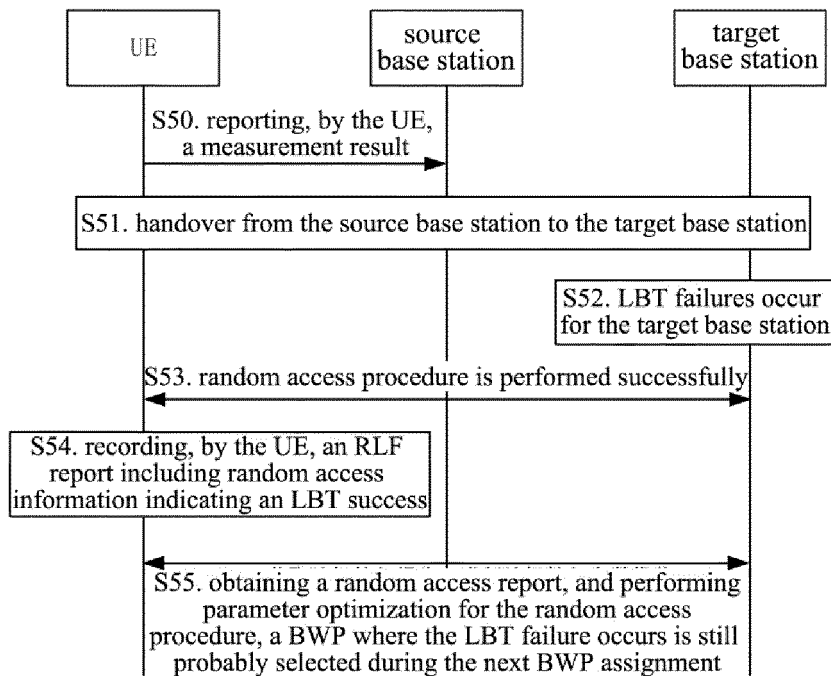 UE
source
base station
target
base station
S50. reporting, by the UE,
a measurement result
S51. handover from the source base station to the target base station
S52. LBT failures occur
for the target base station
S53. random access procedure is performed successfully
S54. recording, by the UE, an RLF
report including random access
information indicating an LBT success
S55. obtaining a random access report, and performing
parameter optimization for the random access
procedure, a BWP where the LBT failure occurs is still
probably selected during the next BWP assignment